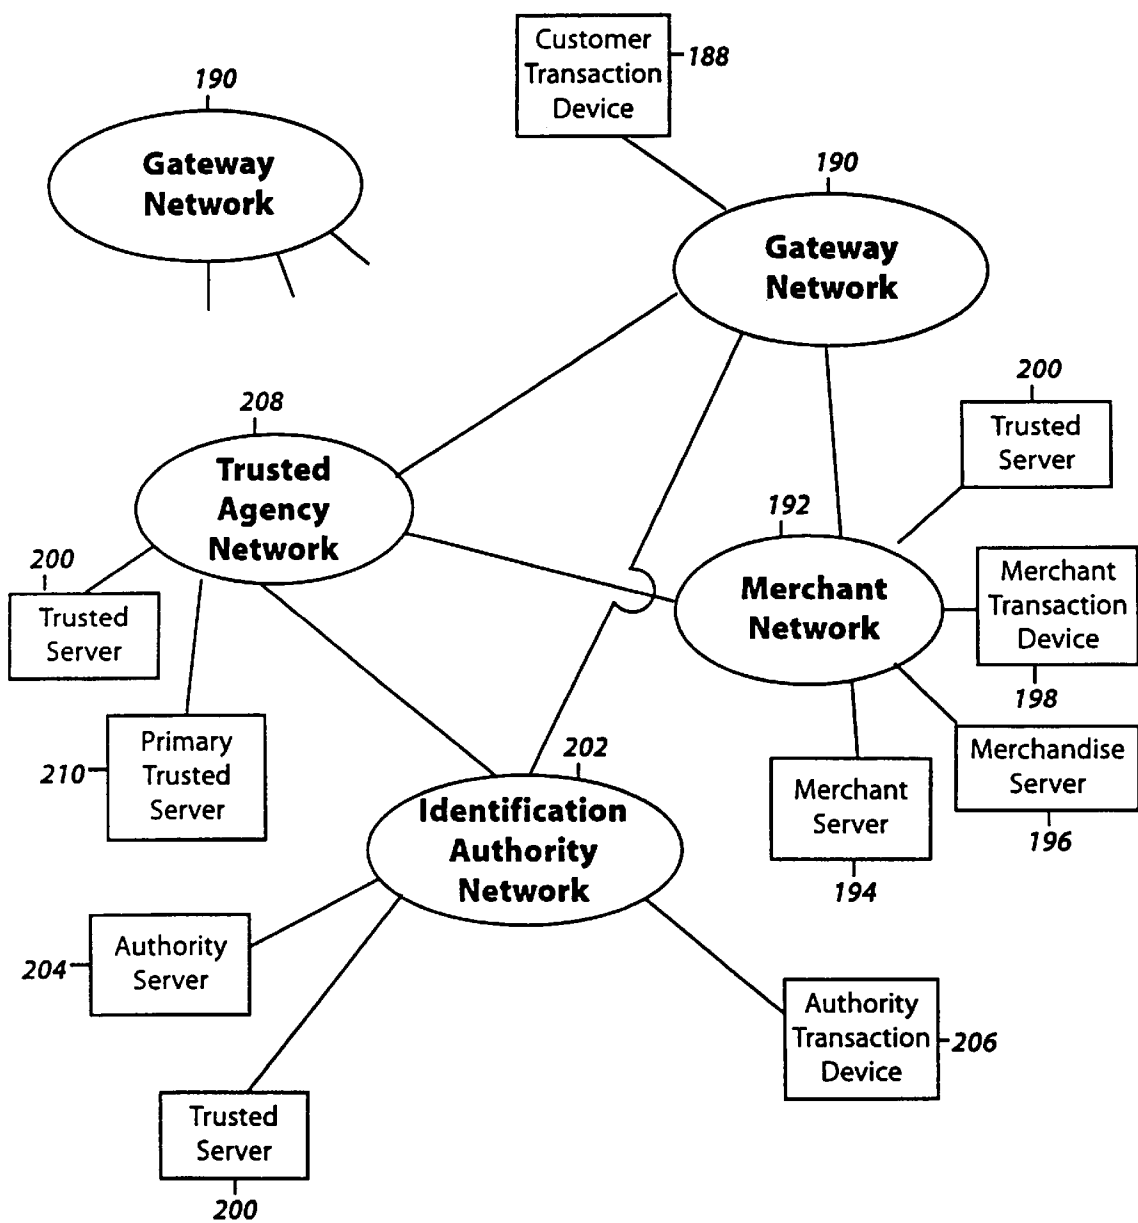 Customer
Transaction
Device
188
190
Gateway
Network
190
Gateway
Network
200
Trusted
Server
208
Trusted
Agency
Network
192
Merchant
Network
Merchant
Transaction
Device
198
200
Trusted
Server
Primary
Trusted
Server
210
202
Identification
Authority
Network
Merchant
Server
194
Merchandise
Server
196
Authority
Server
204
Authority
Transaction
Device
206
Trusted
Server
200